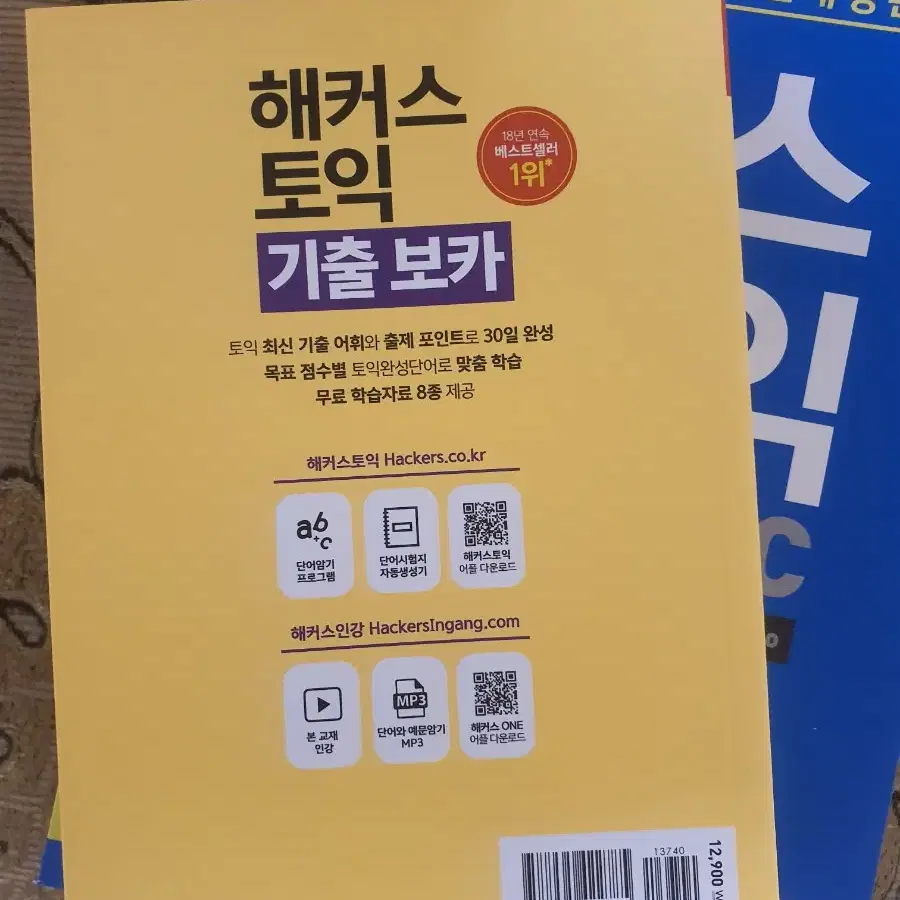 해커스
토익
기출 보카
18년 연속
베스트셀러
1위*
토익 최신 기출 어휘와 출제 포인트로 30일 완성
목표 점수별 토익완성단어로 맞춤 학습
무료 학습자료 8종 제공
해커스토익 Hackers.co.kr
a b + c
단어암기
프로그램
단어시험지
자동생성기
해커스토익
어플 다운로드
해커스인강 HackersIngang.com
본 교재
인강
MP3
단어와 예문암기
MP3
해커스 ONE
어플 다운로드
13740
12,900
스
익
C